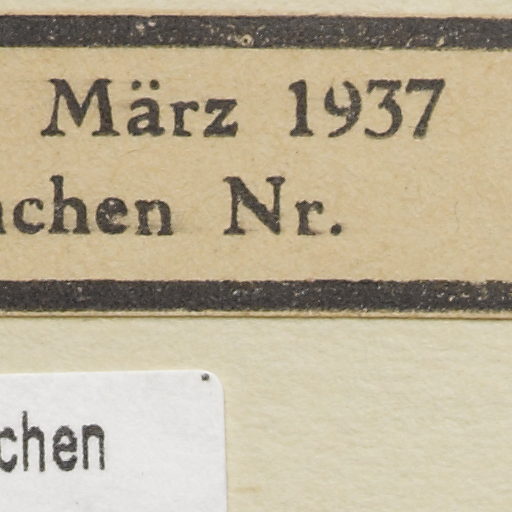 März 1937
chen Nr.
chen